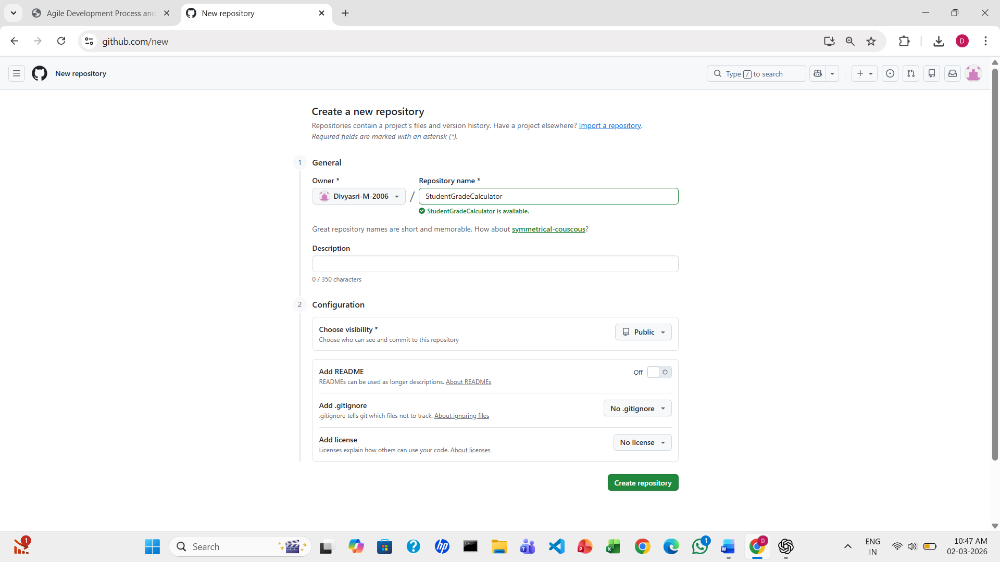 Agile Development Process and
New repository
github.com/new
D
New repository
Type / to search
Create a new repository
Repositories contain a project's files and version history. Have a project elsewhere? Import a repository.
Required fields are marked with an asterisk (*).
1 General
Owner * Repository name *
Divyasri-M-2006 / StudentGradeCalculator
StudentGradeCalculator is available.
Great repository names are short and memorable. How about symmetrical-couscous?
Description
0 / 350 characters
2 Configuration
Choose visibility *
Choose who can see and commit to this repository
Public
Add README
READMEs can be used as longer descriptions. About READMEs
Off
Add .gitignore
.gitignore tells git which files not to track. About ignoring files
No .gitignore
Add license
Licenses explain how others can use your code. About licenses
No license
Create repository
1
Search
hp
T
P
X
1
W
D
ENG
IN
10:47 AM
02-03-2026